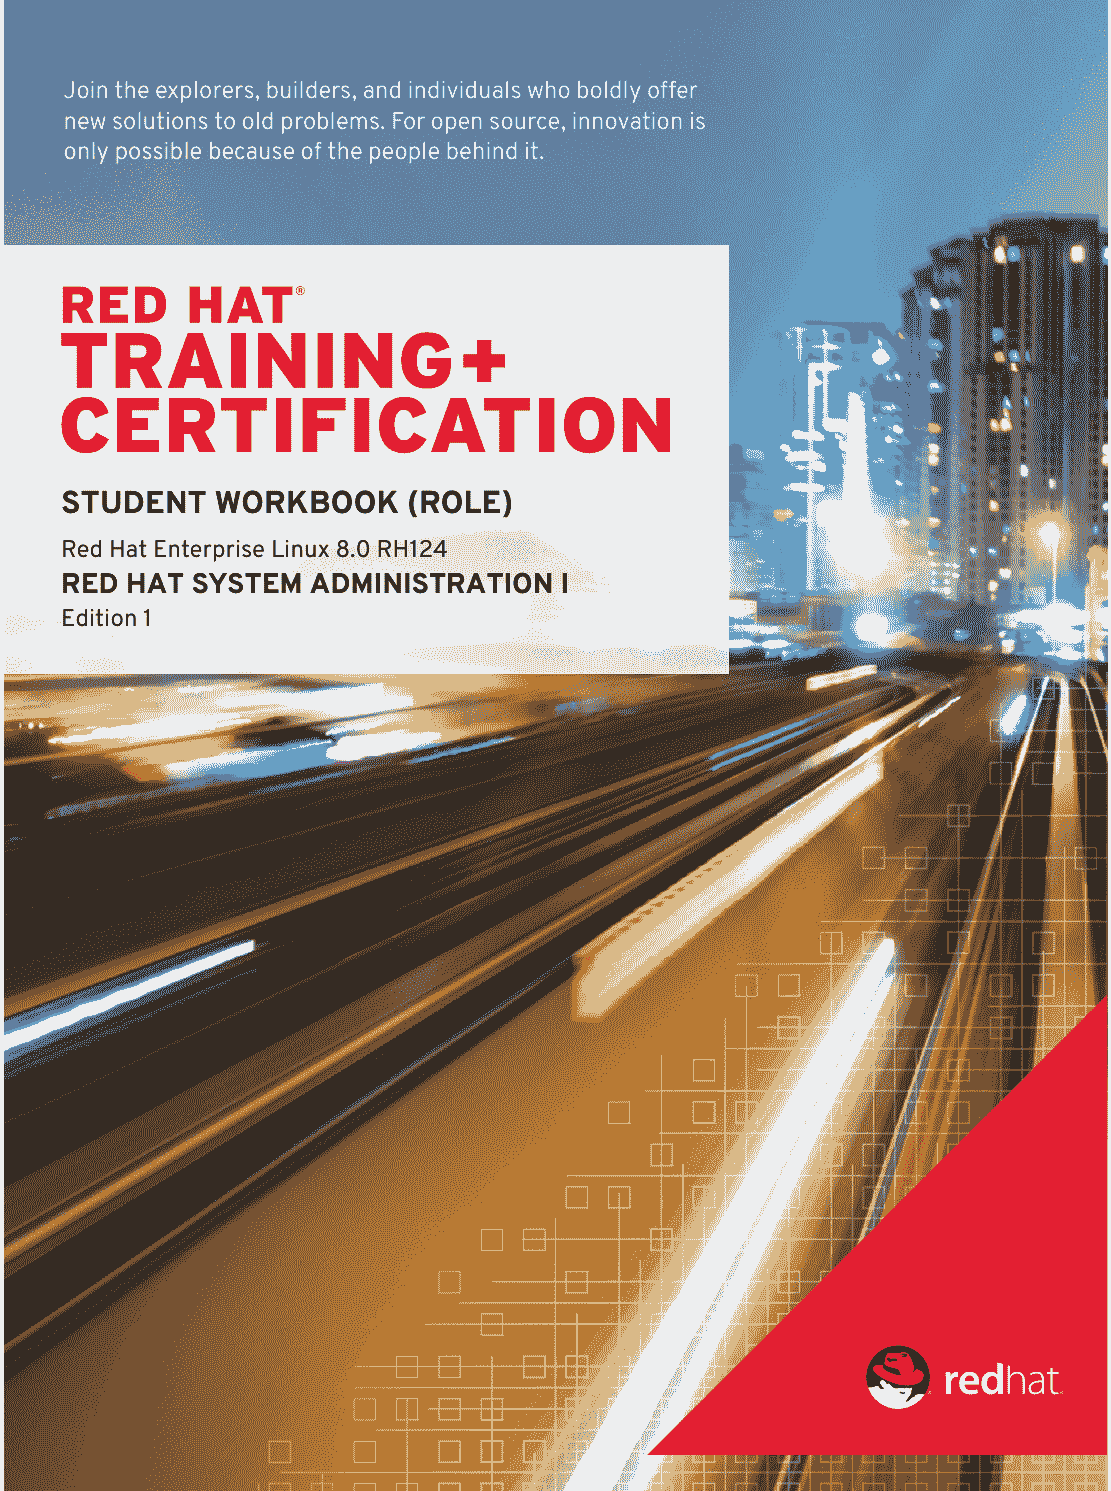 Join the explorers, builders, and individuals who boldly offer
new solutions to old problems. For open source, innovation is
only possible because of the people behind it.
RED HAT®
TRAINING+
CERTIFICATION
STUDENT WORKBOOK (ROLE)
Red Hat Enterprise Linux 8.0 RH124
RED HAT SYSTEM ADMINISTRATION I
Edition 1
redhat